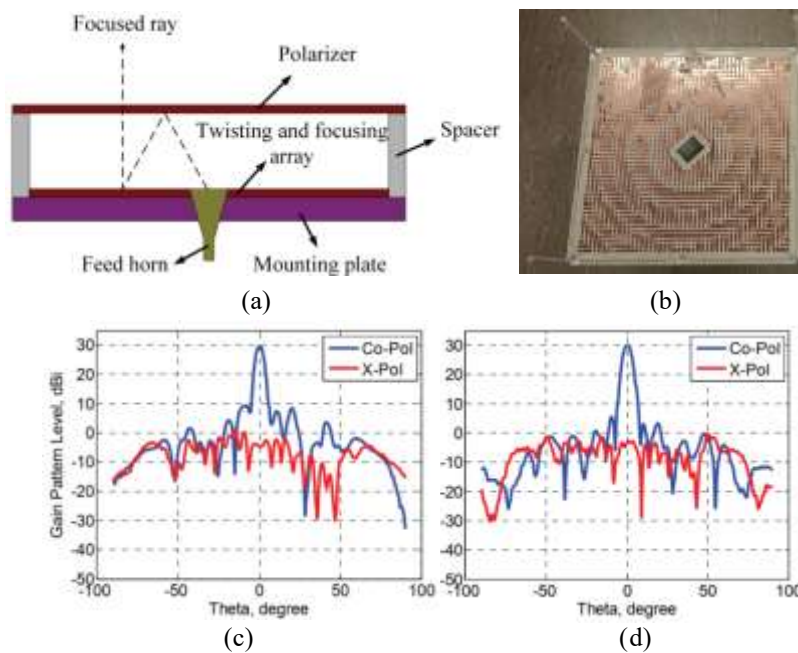 Focused ray
Polarizer
Twisting and focusing
array
Spacer
Feed horn
Mounting plate
(a)
(b)
Gain Pattern Level, dBi
30
20
10
0
-10
-20
-30
-40
-50
-100
-50
0
50
100
Co-Pol
X-Pol
Theta, degree
(c)
30
20
10
0
-10
-20
-30
-40
-50
-100
-50
0
50
100
Co-Pol
X-Pol
Theta, degree
(d)